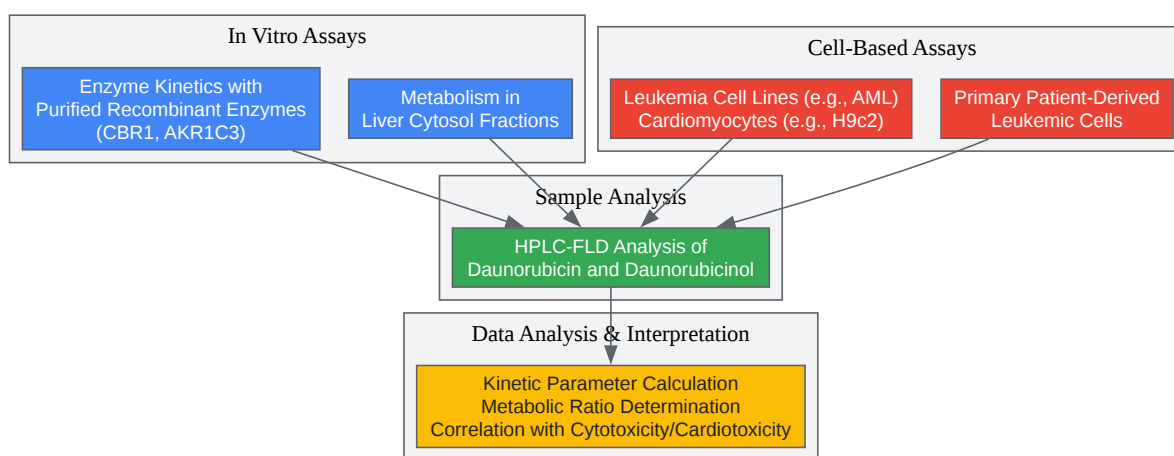 In Vitro Assays
Enzyme Kinetics with
Purified Recombinant Enzymes
(CBR1, AKR1C3)
Metabolism in
Liver Cytosol Fractions
Cell-Based Assays
Leukemia Cell Lines (e.g., AML)
Cardiomyocytes (e.g., H9c2)
Primary Patient-Derived
Leukemic Cells
Sample Analysis
HPLC-FLD Analysis of
Daunorubicin and Daunorubicinol
Data Analysis & Interpretation
Kinetic Parameter Calculation
Metabolic Ratio Determination
Correlation with Cytotoxicity/Cardiotoxicity